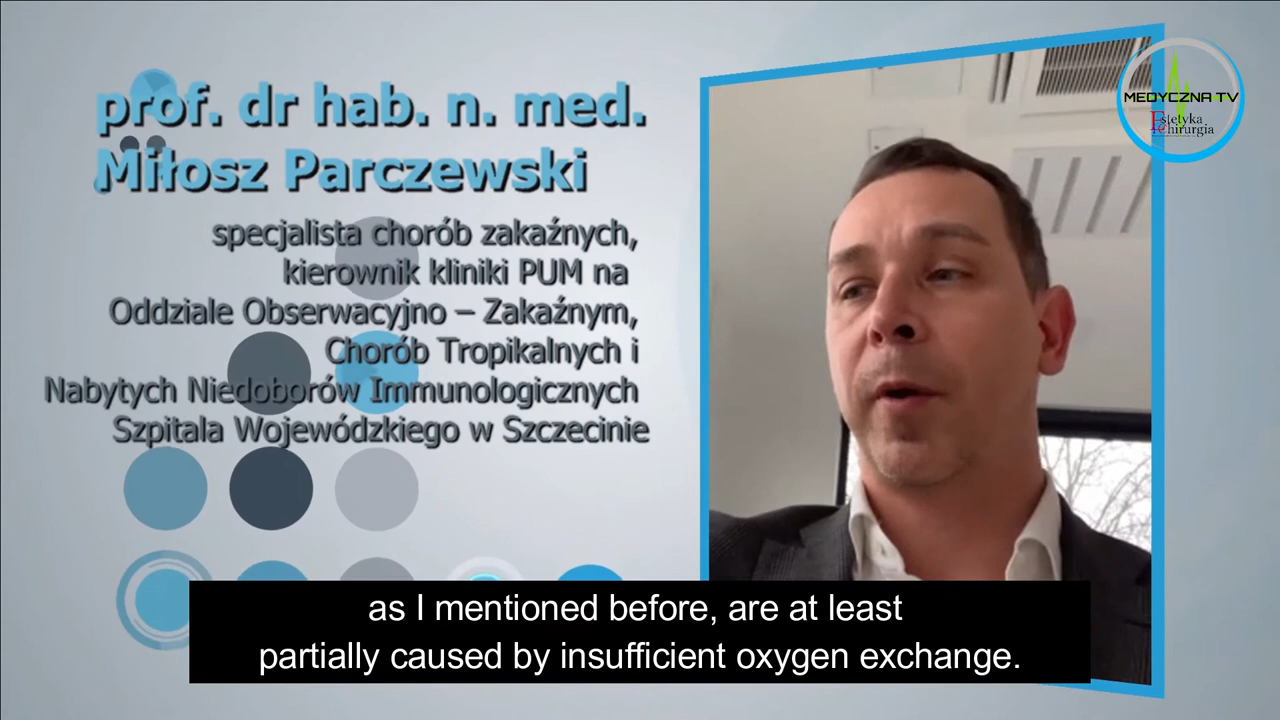 prof. dr hab. n. med.
Miłosz Parczewski
specjalista chorób zakaźnych,
kierownik kliniki PUM na
Oddziale Obserwacyjno – Zakaźnym,
Chorób Tropikalnych i
Nabytych Niedoborów Immunologicznych
Szpitala Wojewódzkiego w Szczecinie
MEDYCZNA TV
Estetyka
Chirurgia
as I mentioned before, are at least
partially caused by insufficient oxygen exchange.